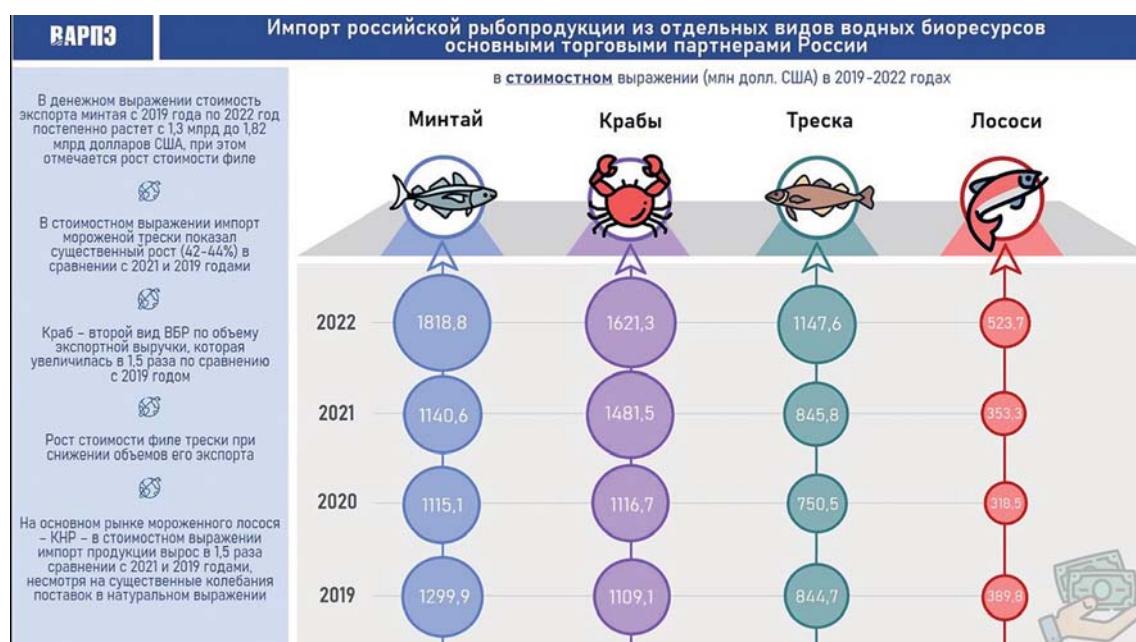 ВАРПЭ
Импорт российской рыбопродукции из отдельных видов водных биоресурсов
основными торговыми партнерами России
в стоимостном выражении (млн долл. США) в 2019-2022 годах
В денежном выражении стоимость
экспорта минтая с 2019 года по 2022 год
постепенно растет с 1,3 млрд до 1,82
млрд долларов США, при этом
отмечается рост стоимости филе
В стоимостном выражении импорт
мороженой трески показал
существенный рост (42-44%) в
сравнении с 2021 и 2019 годами
Краб – второй вид ВБР по объему
экспортной выручки, которая
увеличилась в 1,5 раза по сравнению
с 2019 годом
Рост стоимости филе трески при
снижении объемов его экспорта
На основном рынке мороженного лосося
– КНР – в стоимостном выражении
импорт продукции вырос в 1,5 раза
сравнении с 2021 и 2019 годами,
несмотря на существенные колебания
поставок в натуральном выражении
Минтай Крабы Треска Лососи
2022 1818,8 1621,3 1147,6 523,7
2021 1140,6 1481,5 845,8 353,3
2020 1115,1 1116,7 750,5 318,5
2019 1299,9 1109,1 844,7 389,8